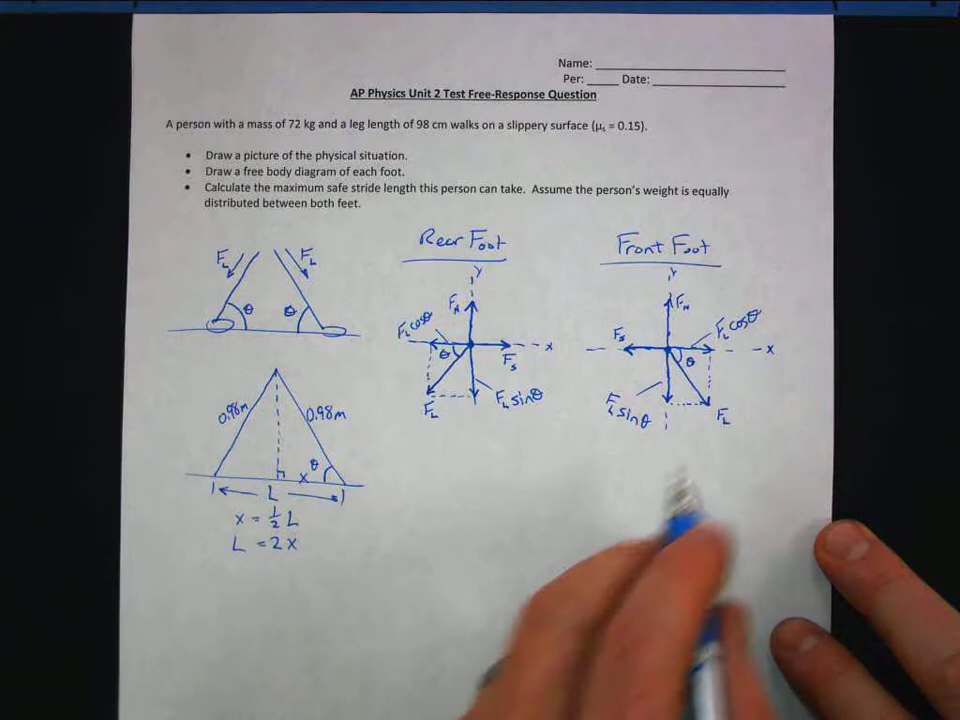 Name: ____________________
Per: _____ Date: ____________________
AP Physics Unit 2 Test Free-Response Question
A person with a mass of 72 kg and a leg length of 98 cm walks on a slippery surface (μs = 0.15).
• Draw a picture of the physical situation.
• Draw a free body diagram of each foot.
• Calculate the maximum safe stride length this person can take. Assume the person's weight is equally
distributed between both feet.
FL FL
θ θ
0.98m 0.98m
θ
x
L
x = 1/2 L
L = 2x
Rear Foot
y
FN
FL cosθ
x
θ
Fs
FL sinθ
FL
Front Foot
y
FN
FL cosθ
Fs
x
θ
FL sinθ
FL